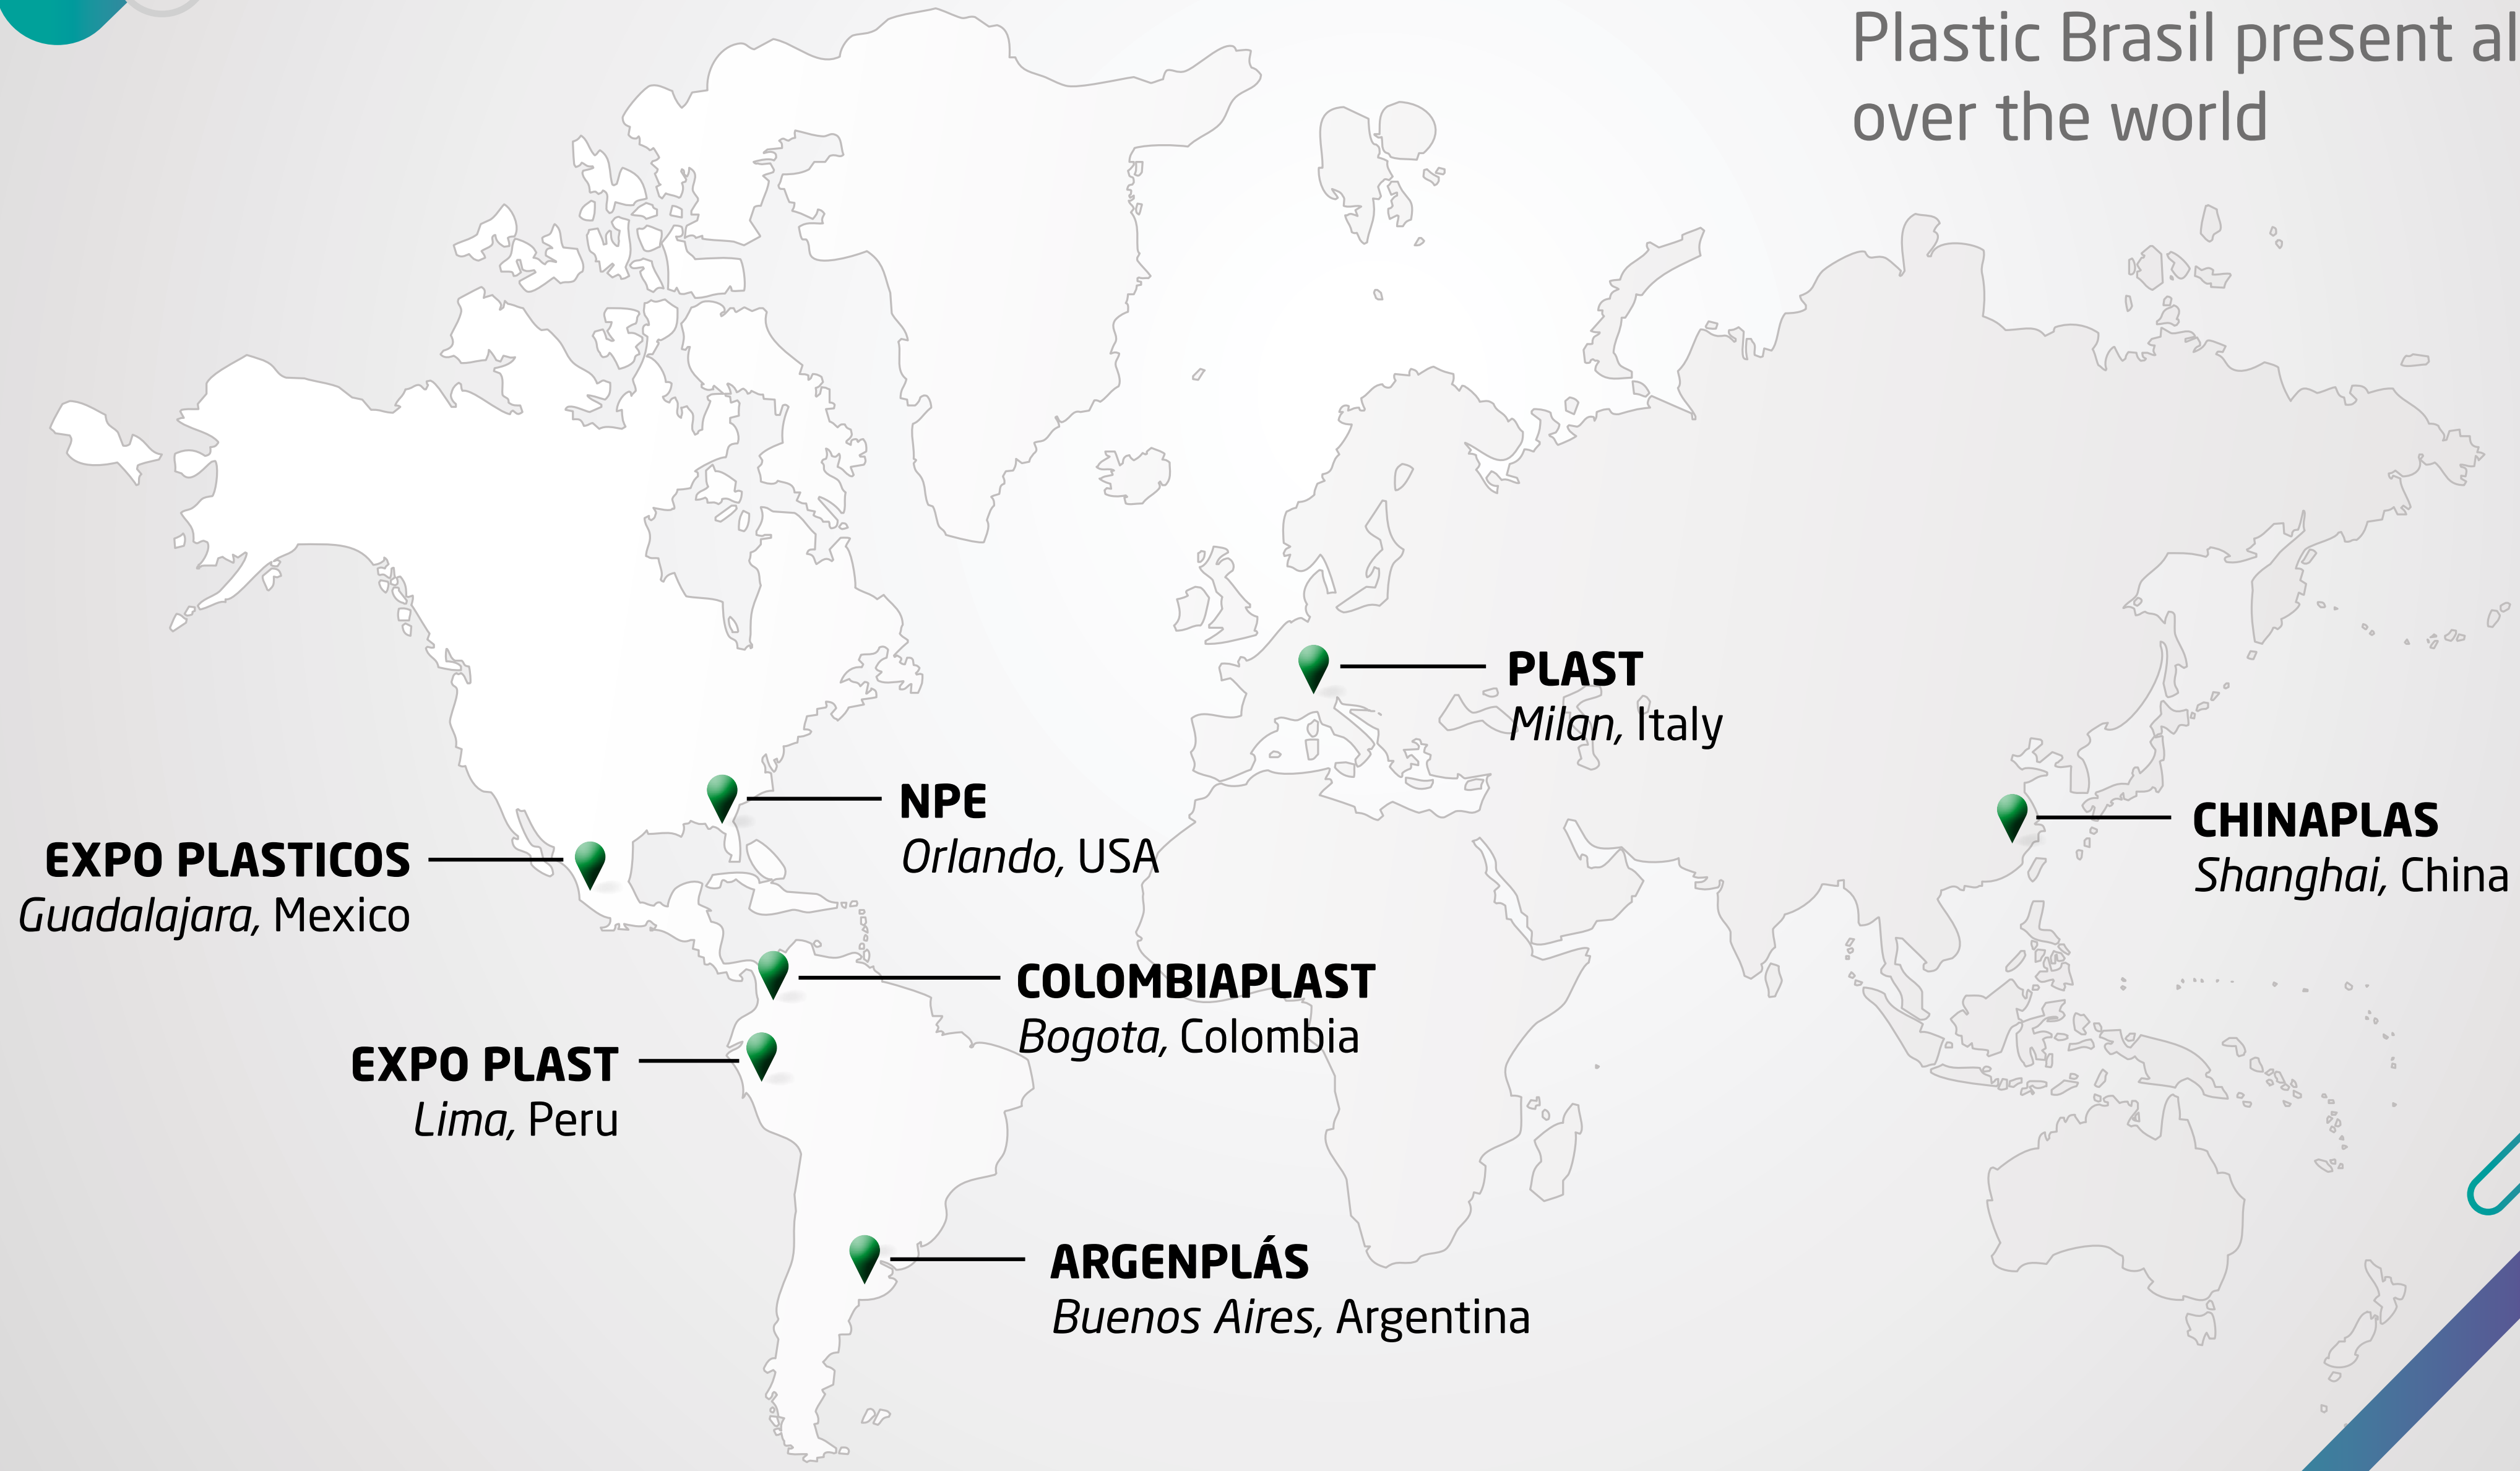 Plastic Brasil present al
over the world
PLAST
Milan, Italy
NPE
Orlando, USA
CHINAPLAS
Shanghai, China
EXPO PLASTICOS
Guadalajara, Mexico
COLOMBIAPLAST
Bogota, Colombia
EXPO PLAST
Lima, Peru
ARGENPLÁS
Buenos Aires, Argentina